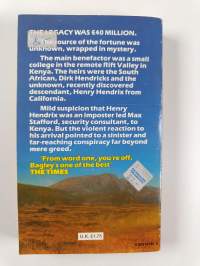 THE LEGACY WAS £40 MILLION.
The source of the fortune was
unknown, wrapped in mystery.
The main benefactor was a small
college in the remote Rift Valley in
Kenya. The heirs were the South
African, Dirk Hendricks and the
unknown, recently discovered
descendant, Henry Hendrix from
California.
Mild suspicion that Henry
Hendrix was an imposter led Max
Stafford, security consultant, to
Kenya. But the violent reaction to
his arrival pointed to a sinister and
far-reaching conspiracy far beyond
mere greed.
'From word one, you're off.
Bagley's one of the best'
THE TIMES
U.K. £1.75